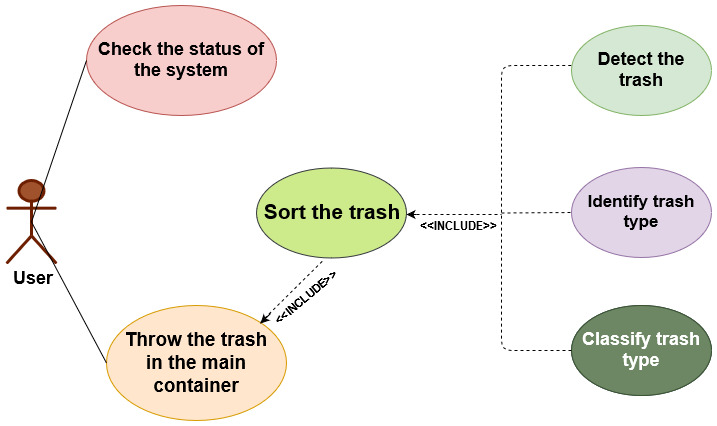 Check the status of
the system
Detect the
trash
Identify trash
type
Sort the trash
<<INCLUDE>>
User
<<INCLUDE>>
Throw the trash
in the main
container
Classify trash
type